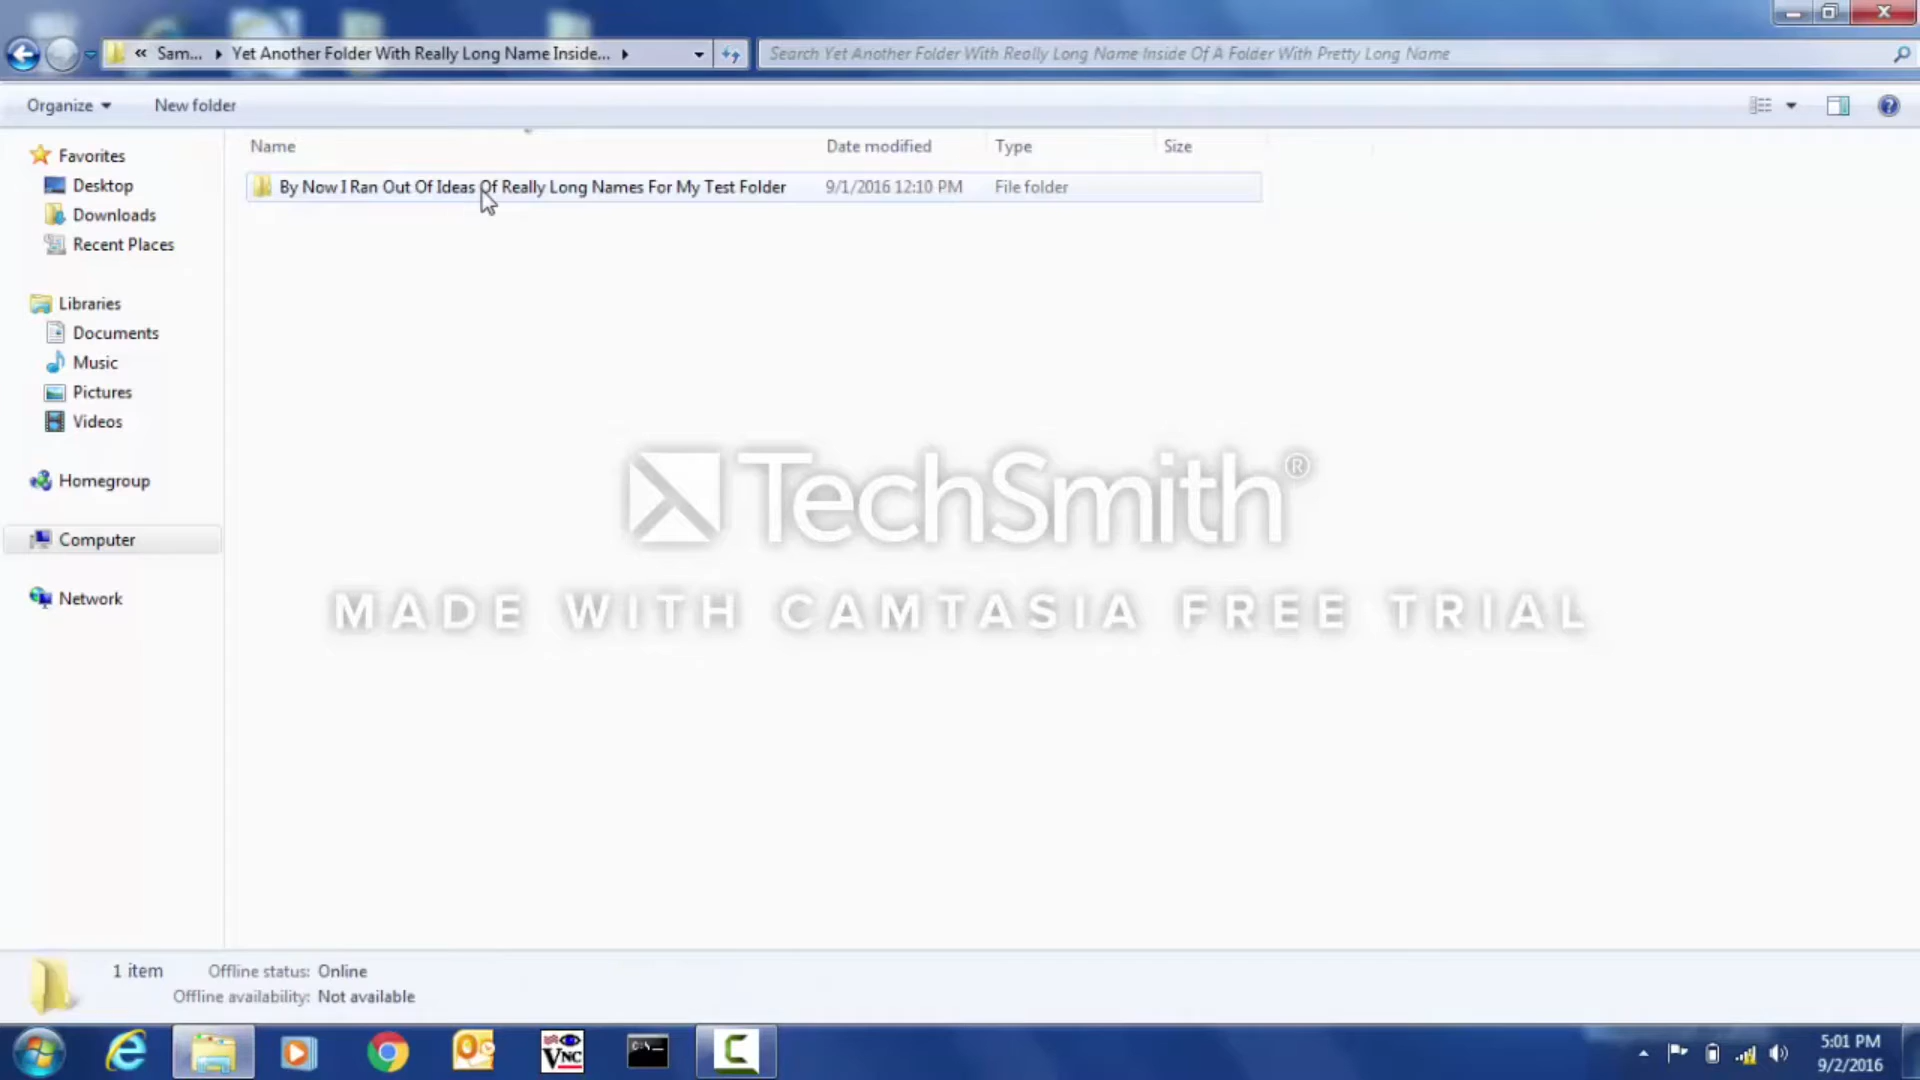 « Sam... ▸ Yet Another Folder With Really Long Name Inside... ▸
Search Yet Another Folder With Really Long Name Inside Of A Folder With Pretty Long Name
Organize
New folder
Name
Date modified
Type
Size
By Now I Ran Out Of Ideas Of Really Long Names For My Test Folder
9/1/2016 12:10 PM
File folder
Favorites
Desktop
Downloads
Recent Places
Libraries
Documents
Music
Pictures
Videos
Homegroup
Computer
Network
TechSmith®
MADE WITH CAMTASIA FREE TRIAL
1 item
Offline status: Online
Offline availability: Not available
VNC
C:\
5:01 PM
9/2/2016